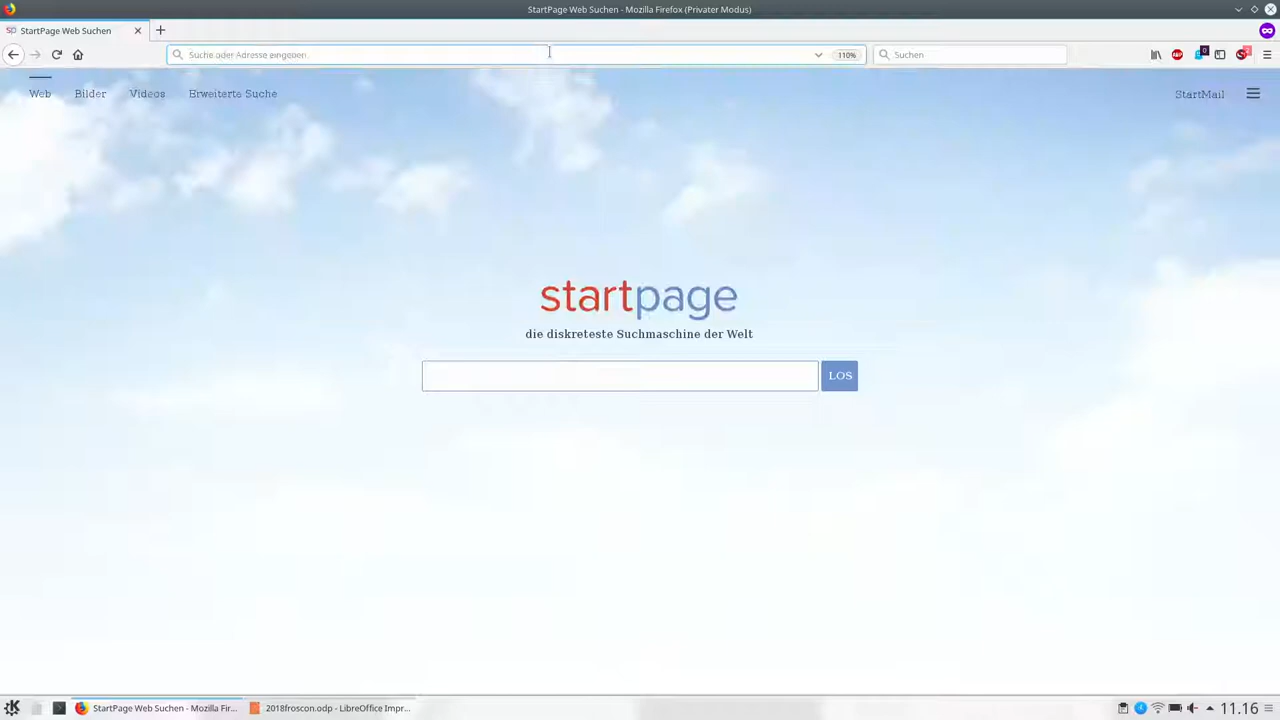 StartPage Web Suchen - Mozilla Firefox (Privater Modus)
StartPage Web Suchen
Suche oder Adresse eingeben
110%
Suchen
ABP
0
Web Bilder Videos Erweiterte Suche
StartMail
startpage
die diskreteste Suchmaschine der Welt
LOS
StartPage Web Suchen - Mozilla Fir...
2018froscon.odp - LibreOffice Impr...
11.16